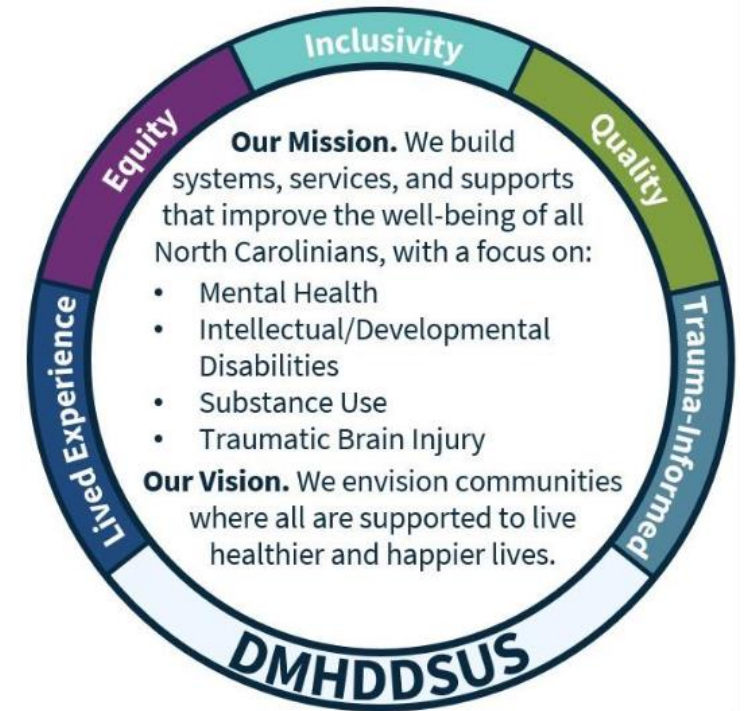 Inclusivity
Equity
Quality
Lived Experience
Trauma-Informed
Our Mission. We build
systems, services, and supports
that improve the well-being of all
North Carolinians, with a focus on:
• Mental Health
• Intellectual/Developmental
Disabilities
• Substance Use
• Traumatic Brain Injury
Our Vision. We envision communities
where all are supported to live
healthier and happier lives.
DMHDDSUS